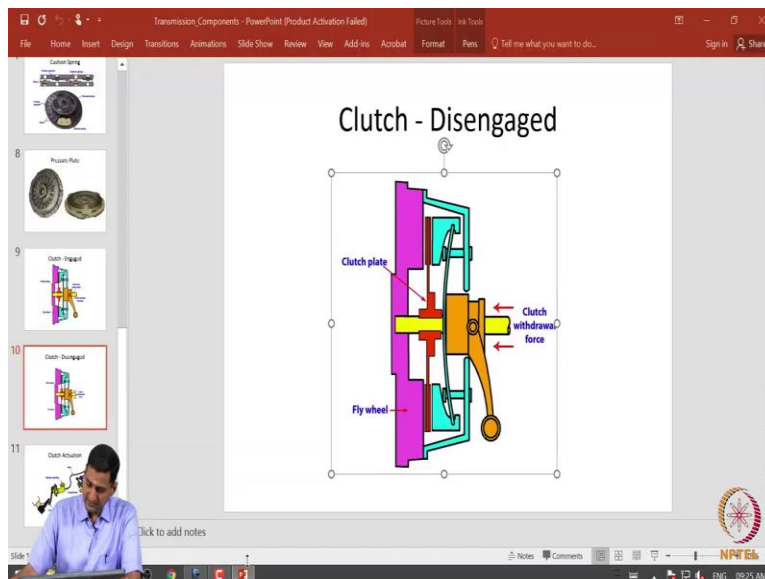 Transmission_Components - PowerPoint (Product Activation Failed)
Picture Tools
Ink Tools
File Home Insert Design Transitions Animations Slide Show Review View Add-ins Acrobat Format Pens Tell me what you want to do... Sign in Share
Cushion Spring
8
Pressure Plate
9
Clutch - Engaged
10
Clutch - Disengaged
11
Clutch Actuation
Clutch - Disengaged
Clutch plate
Clutch
withdrawal
force
Fly wheel
Click to add notes
Notes Comments
NPTEL
ENG 09:25 AM